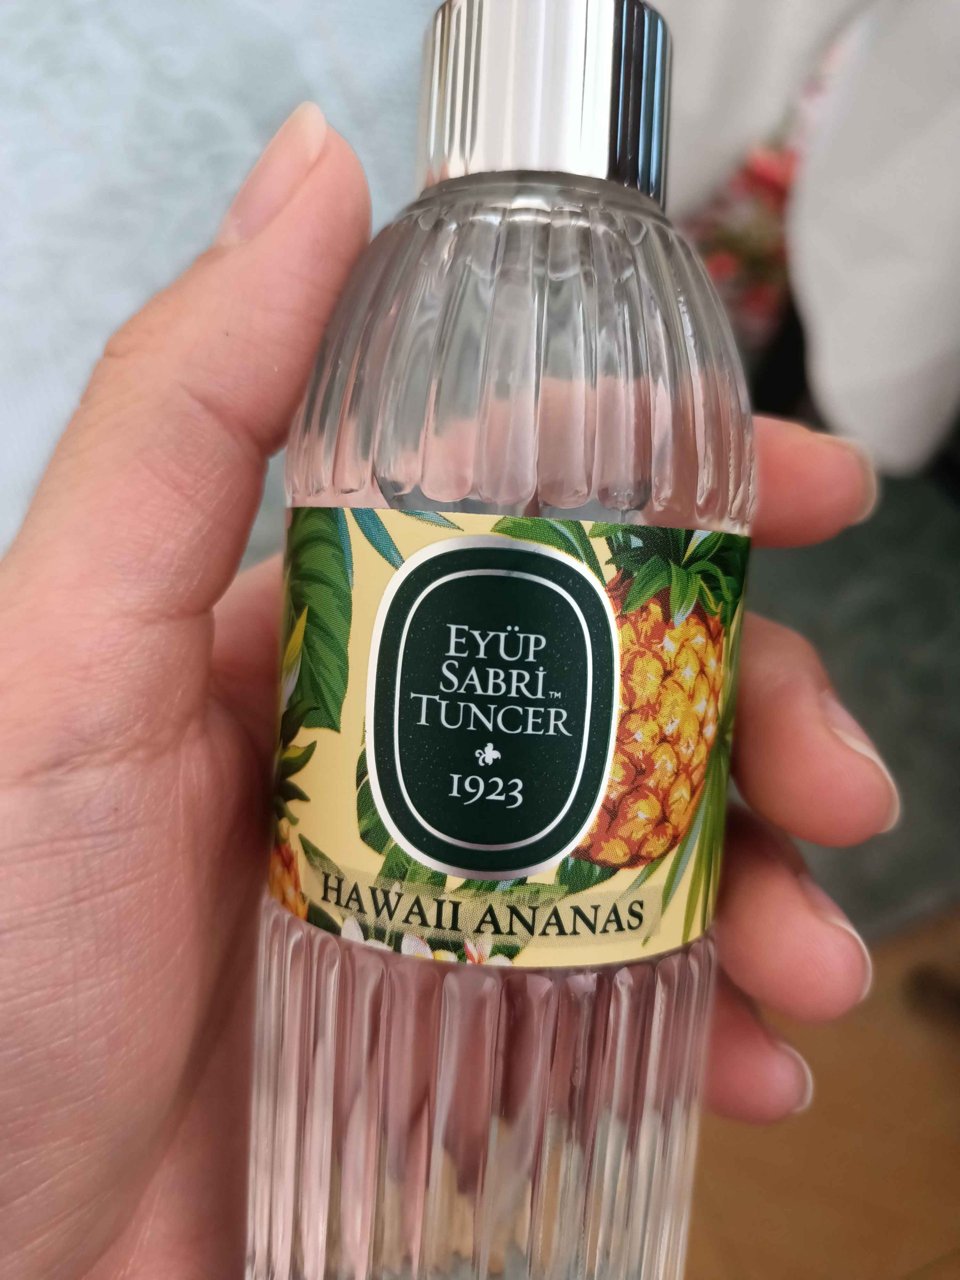 EYÜP
SABRİ™
TUNCER
1923
HAWAII ANANAS